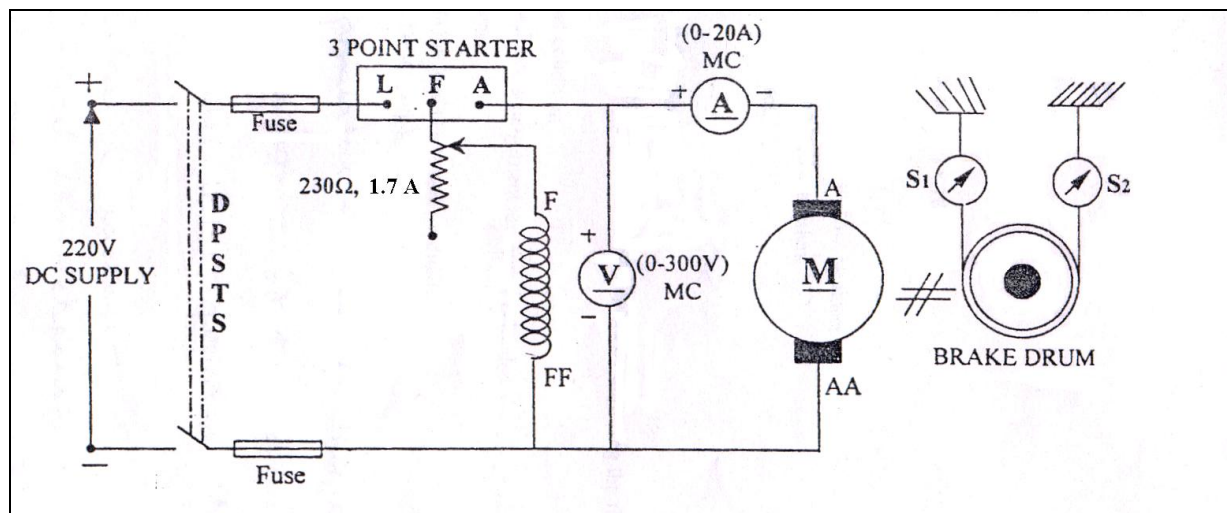 (0-20A)
MC
3 POINT STARTER
L F A
+
+ A −
Fuse
230Ω, 1.7 A
S1
S2
D
P
S
T
S
F
A
220V
DC SUPPLY
+
V
−
(0-300V)
MC
M
BRAKE DRUM
FF
AA
−
Fuse